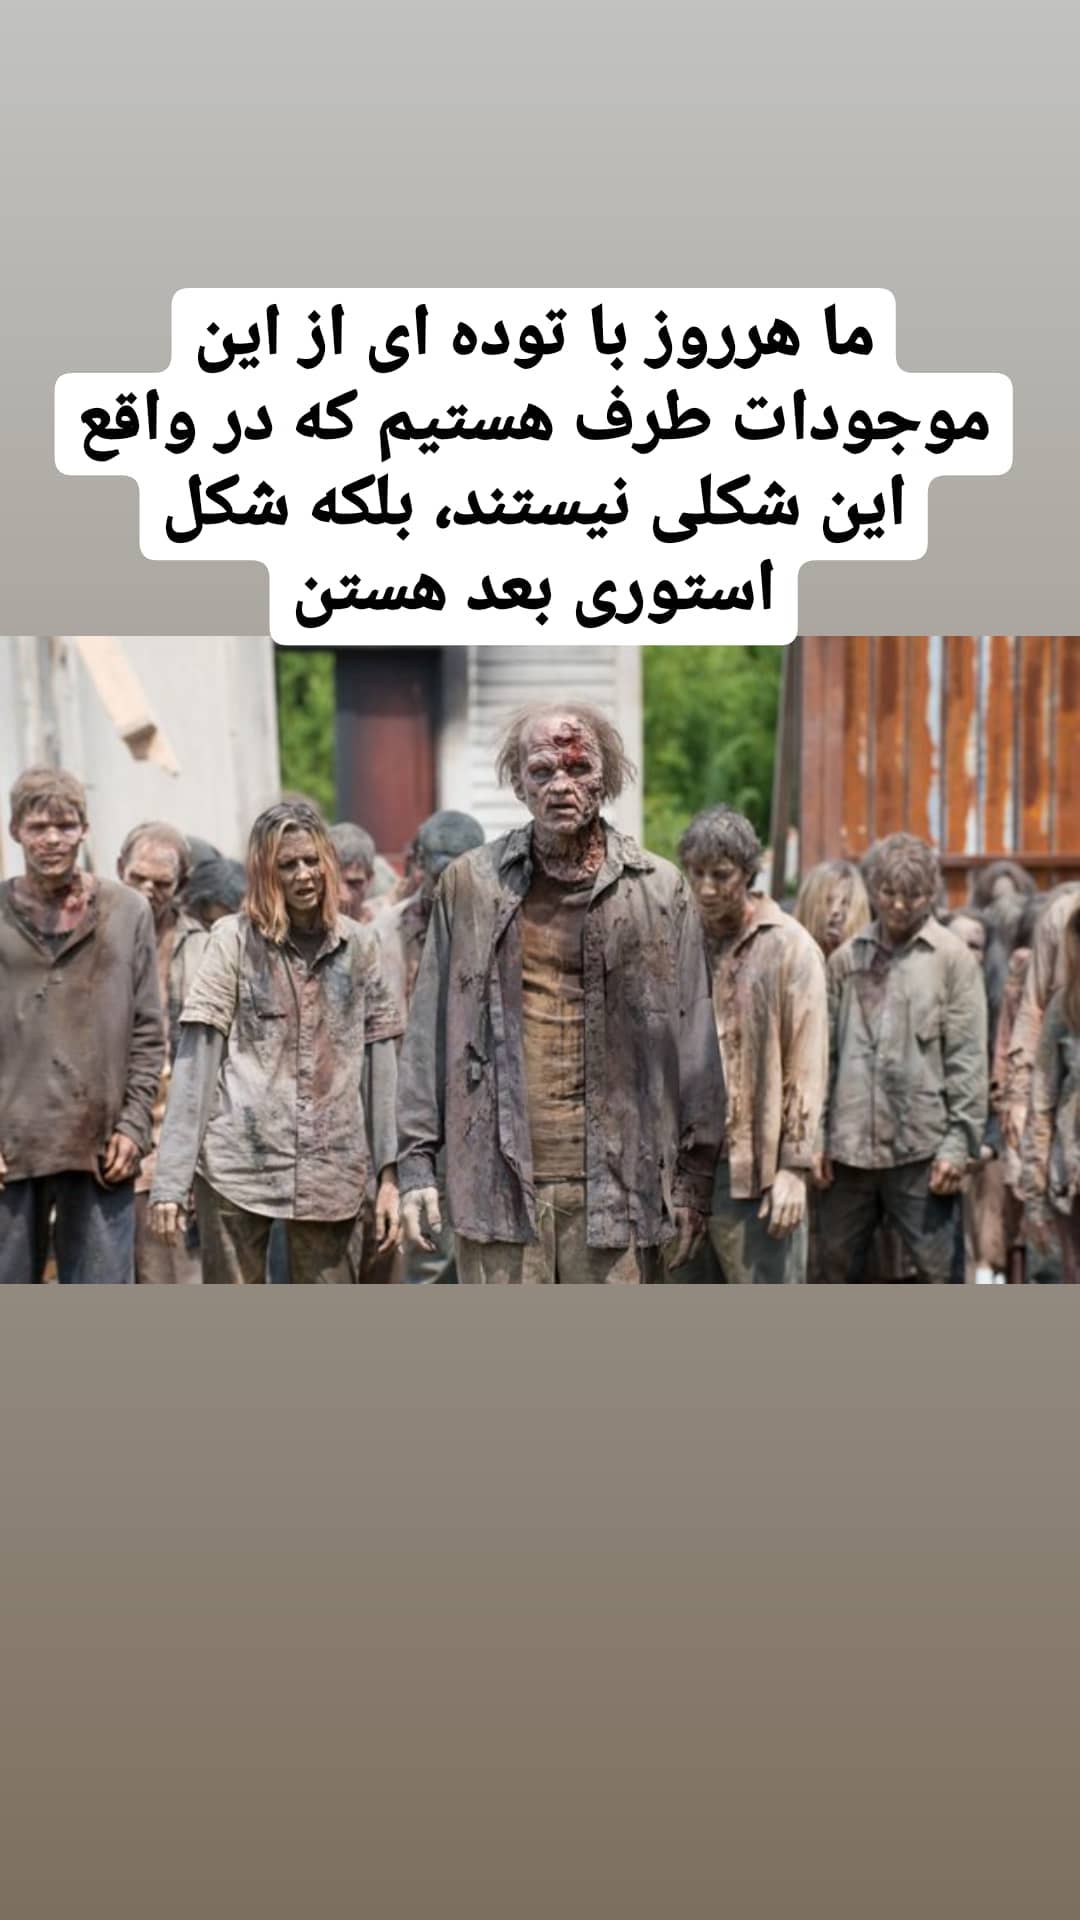 ما هرروز با توده ای از این
موجودات طرف هستیم که در واقع
این شکلی نیستند، بلکه شکل
استوری بعد هستن